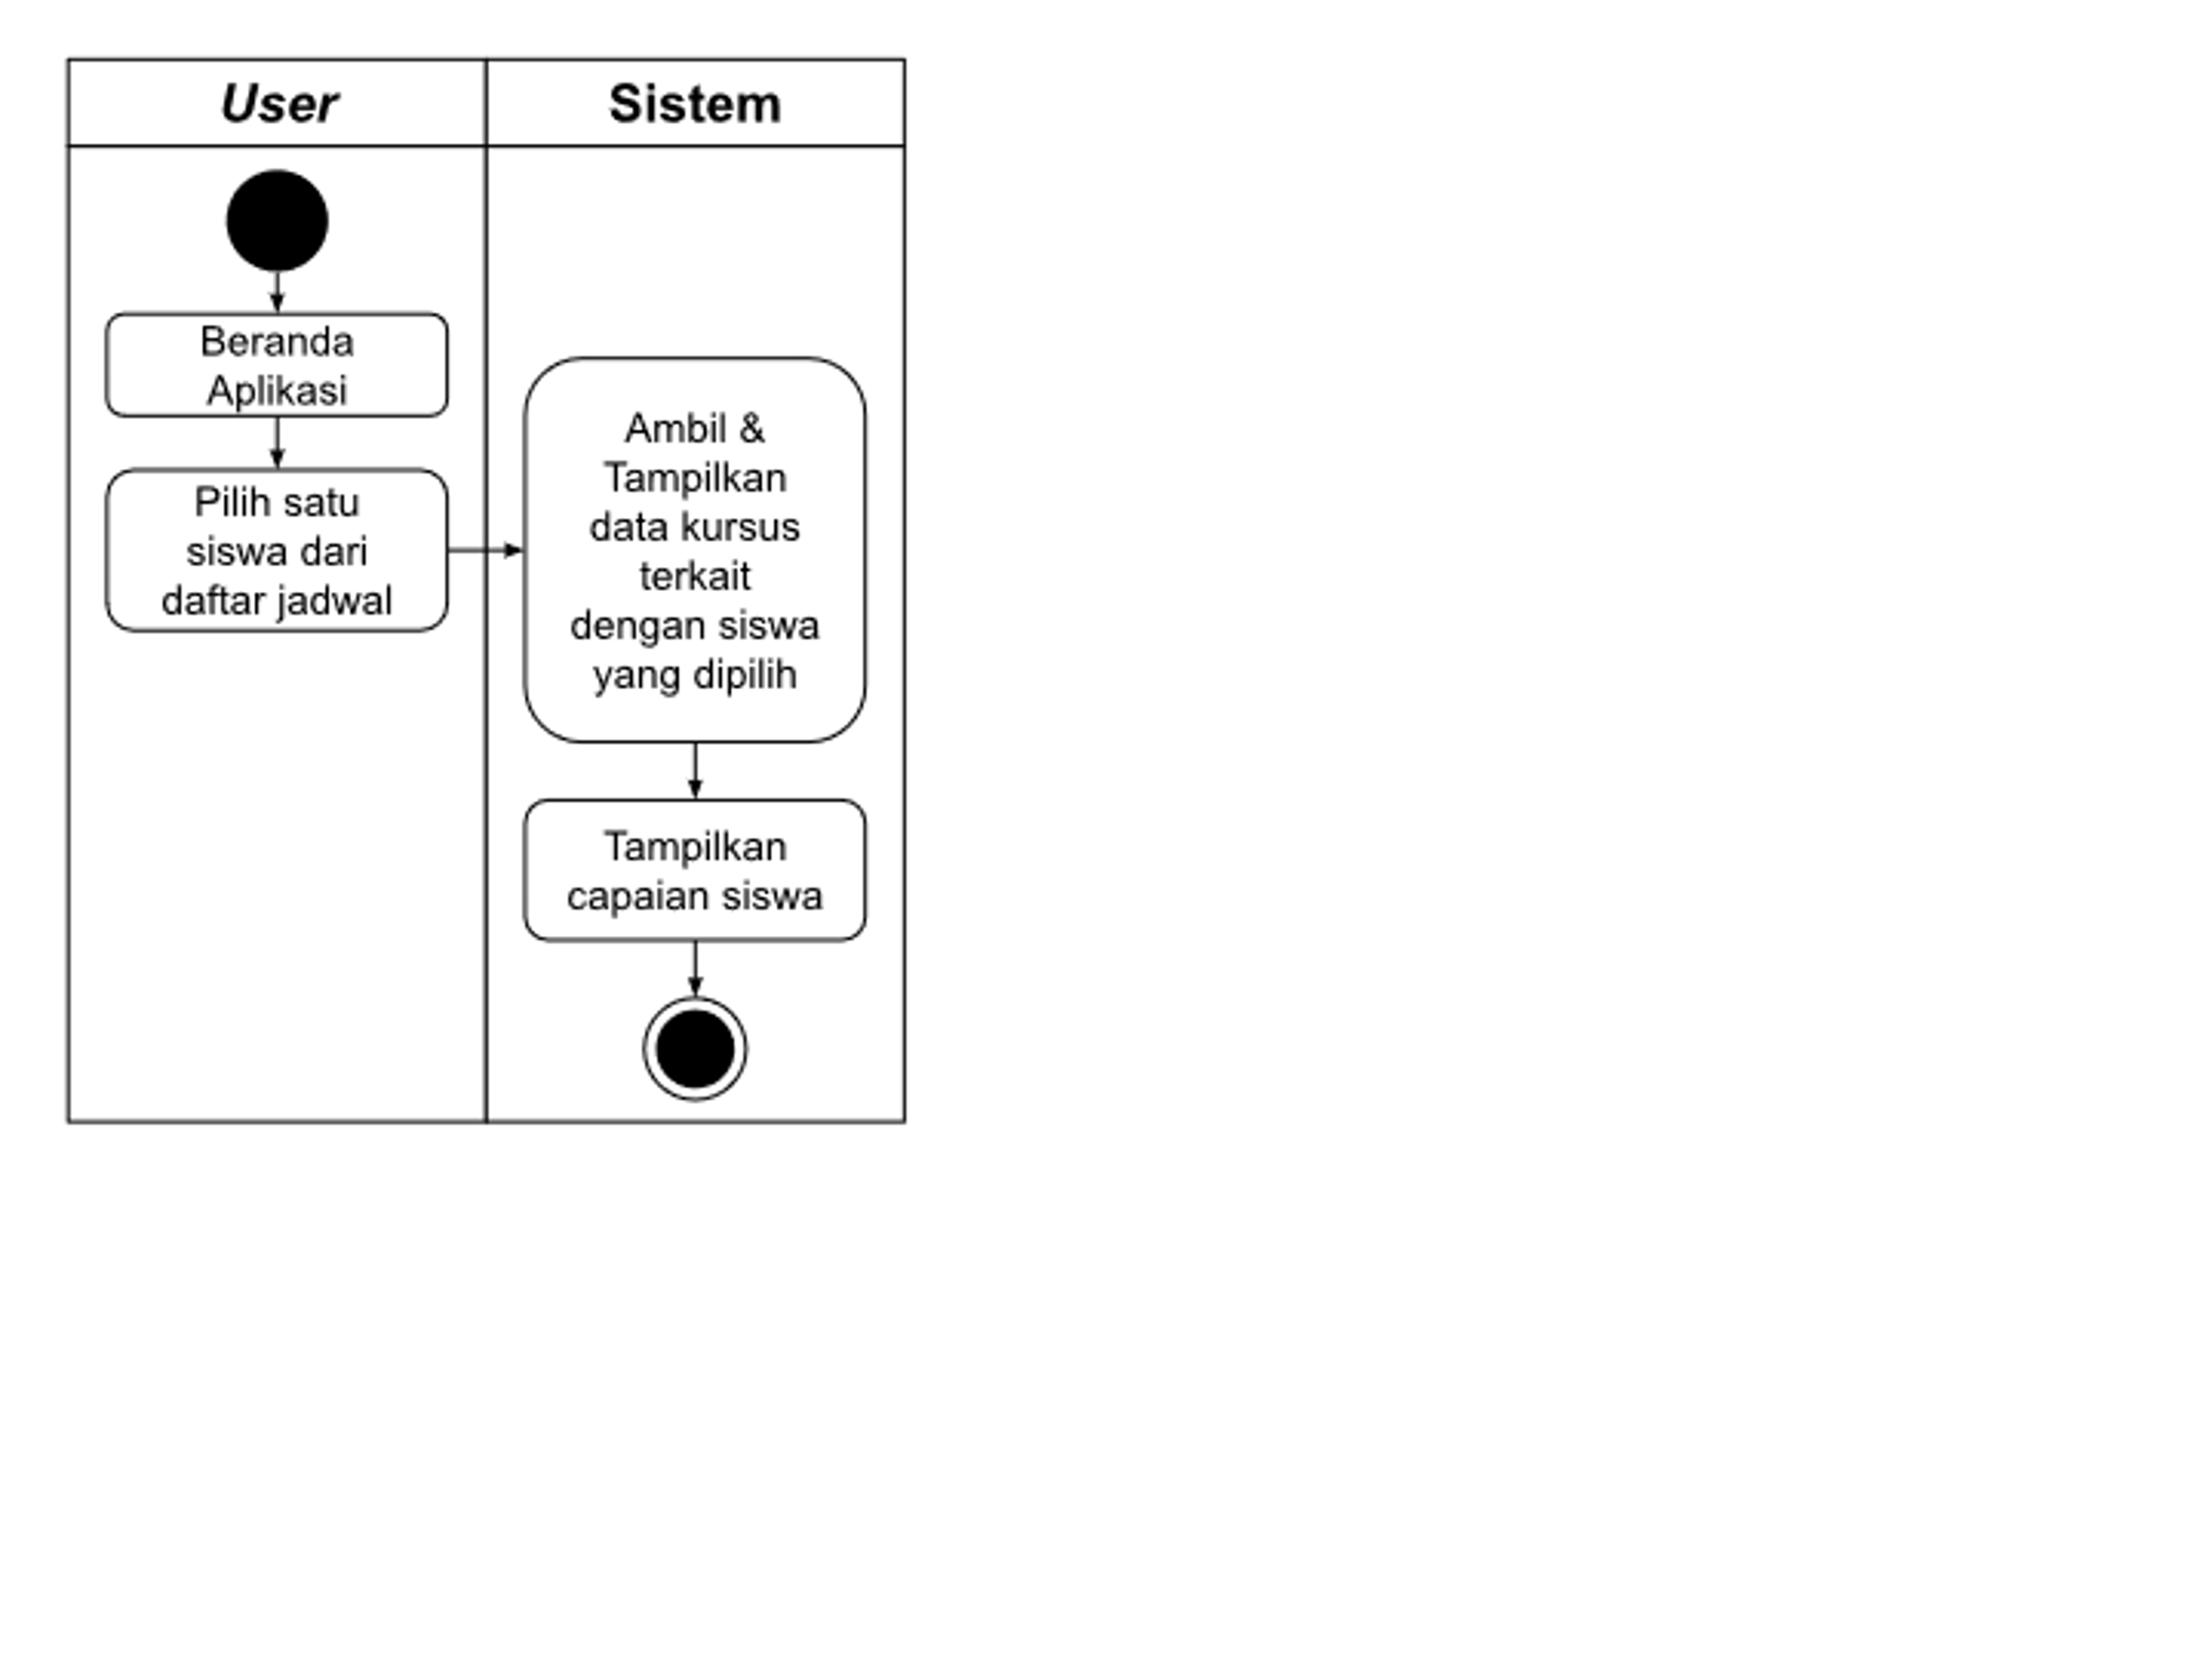 User
Sistem
Beranda
Aplikasi
Pilih satu
siswa dari
daftar jadwal
Ambil &
Tampilkan
data kursus
terkait
dengan siswa
yang dipilih
Tampilkan
capaian siswa